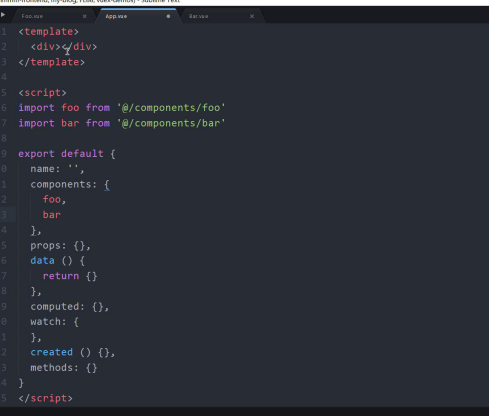 my-blog, vuex-demos) - Sublime Text
Foo.vue App.vue Bar.vue
1 <template>
2 <div></div>
3 </template>
4
5 <script>
6 import foo from '@/components/foo'
7 import bar from '@/components/bar'
8
9 export default {
0 name: '',
1 components: {
2 foo,
3 bar
4 },
5 props: {},
6 data () {
7 return {}
8 },
9 computed: {},
0 watch: {
1 },
2 created () {},
3 methods: {}
4 }
5 </script>